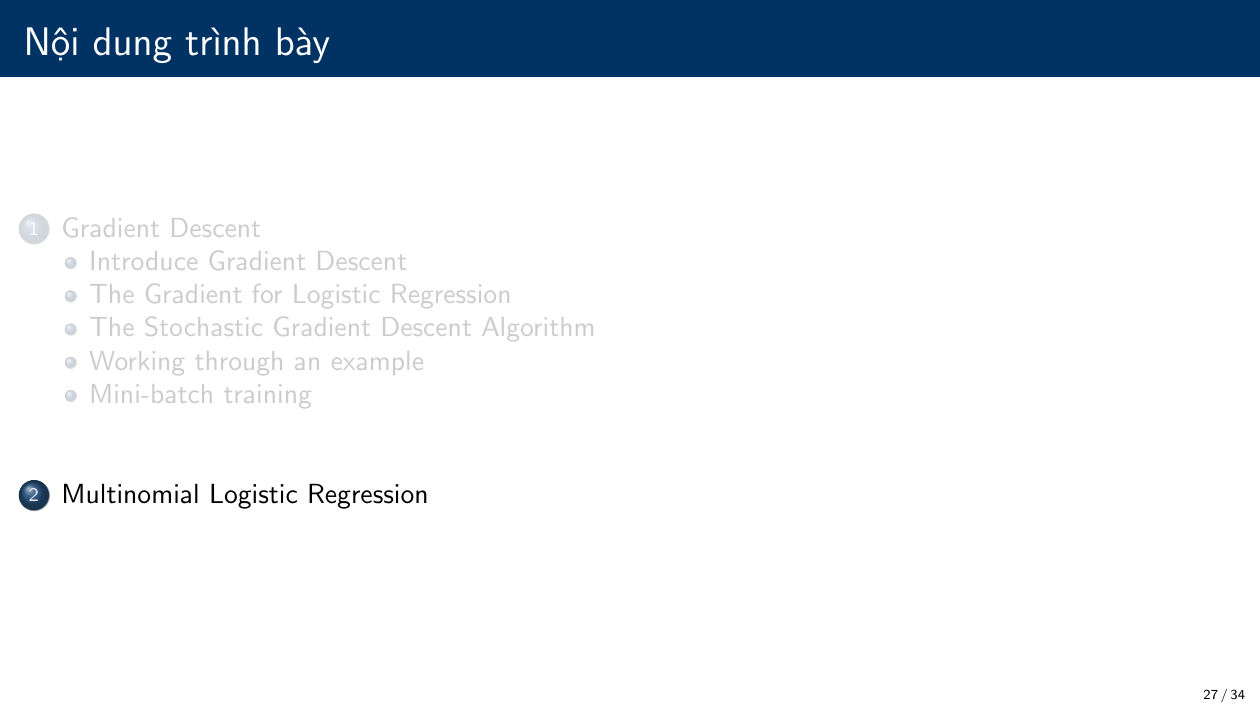 Nội dung trình bày
1 Gradient Descent
Introduce Gradient Descent
The Gradient for Logistic Regression
The Stochastic Gradient Descent Algorithm
Working through an example
Mini-batch training
2 Multinomial Logistic Regression
27 / 34